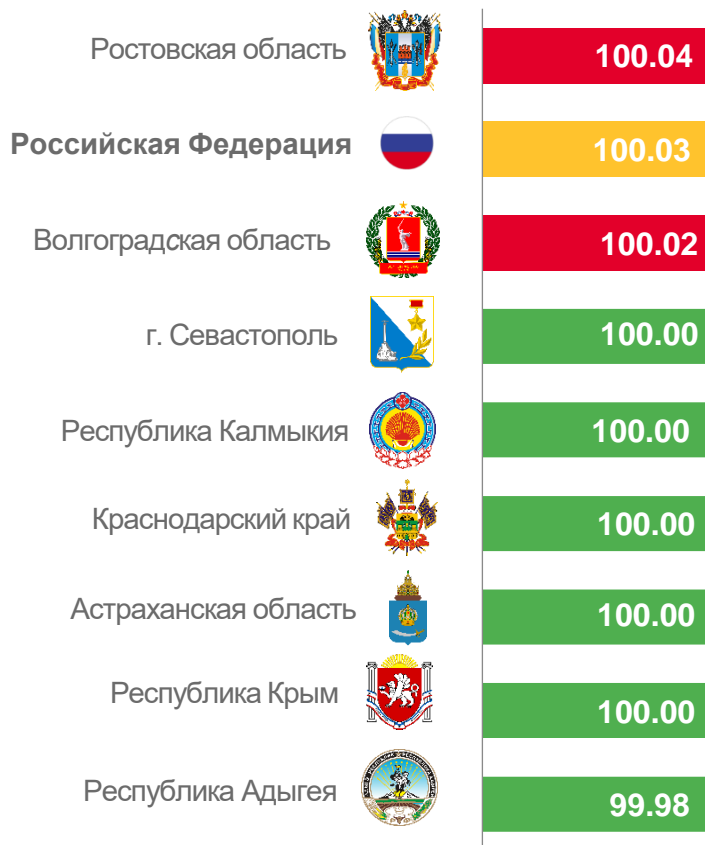 Ростовская область 100.04
Российская Федерация 100.03
Волгоградская область 100.02
г. Севастополь 100.00
Республика Калмыкия 100.00
Краснодарский край 100.00
Астраханская область 100.00
Республика Крым 100.00
Республика Адыгея 99.98